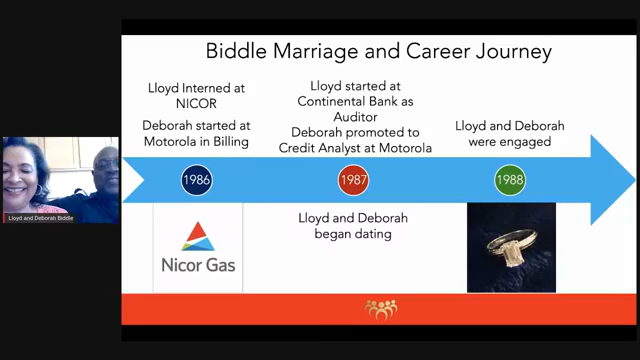 Biddle Marriage and Career Journey
Lloyd Interned at
NICOR
Deborah started at
Motorola in Billing
Lloyd started at
Continental Bank as
Auditor
Deborah promoted to
Credit Analyst at Motorola
Lloyd and Deborah
were engaged
1986
1987
1988
Nicor Gas
Lloyd and Deborah
began dating
Lloyd and Deborah Biddle